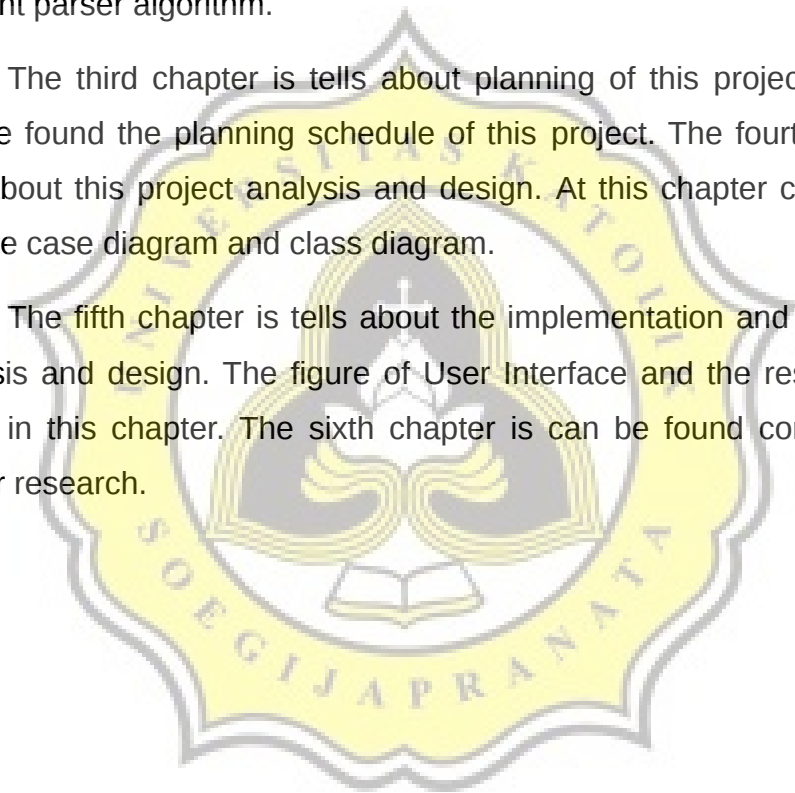 nt parser algorithm.
The third chapter is tells about planning of this projec
e found the planning schedule of this project. The fourt
bout this project analysis and design. At this chapter c
e case diagram and class diagram.
The fifth chapter is tells about the implementation and
sis and design. The figure of User Interface and the res
in this chapter. The sixth chapter is can be found con
r research.
UNIVERSITAS KATOLIK
SOEGIJAPRANATA